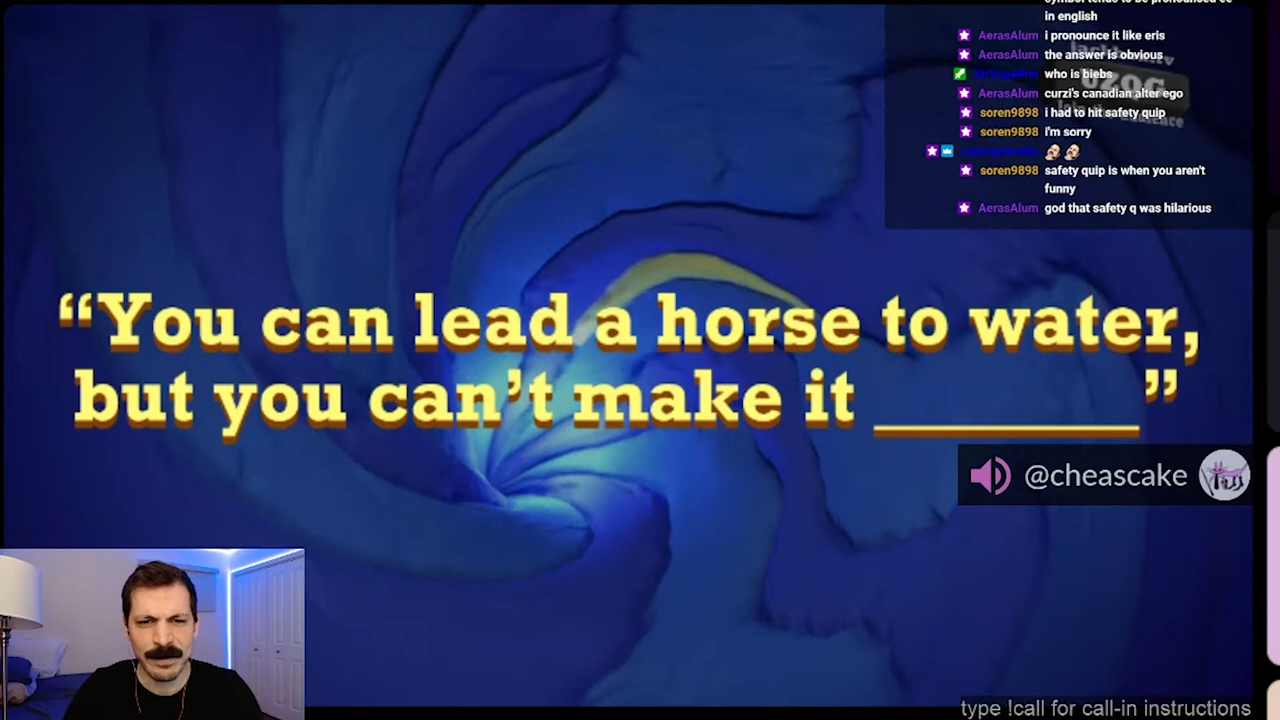 in english
AerasAlum i pronounce it like eris
AerasAlum the answer is obvious
who is biebs
AerasAlum curzi's canadian alter ego
soren9898 i had to hit safety quip
soren9898 i'm sorry
soren9898 safety quip is when you aren't
funny
AerasAlum god that safety q was hilarious
“You can lead a horse to water,
but you can’t make it ______”
@cheascake
type !call for call-in instructions